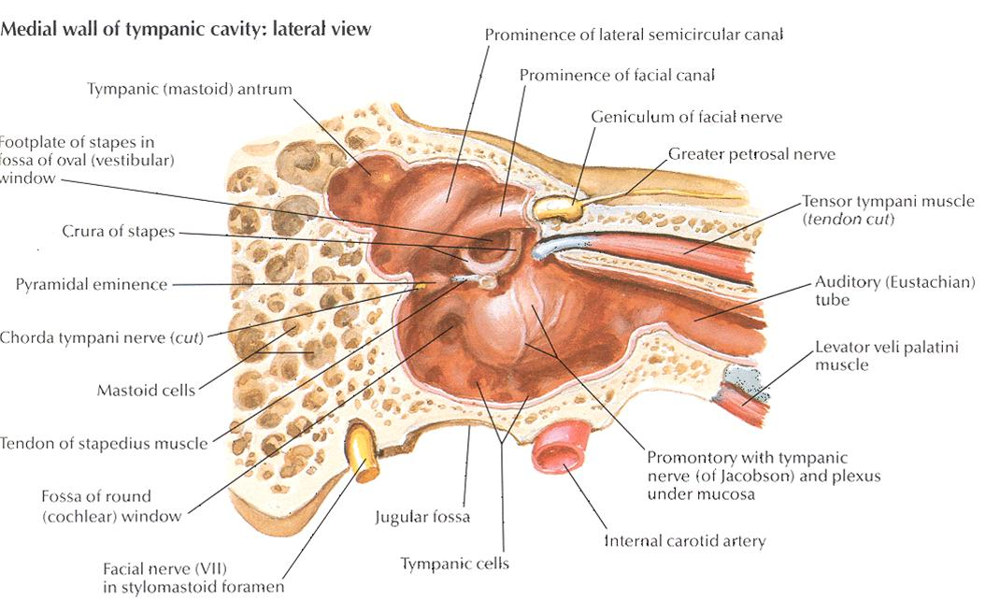 Medial wall of tympanic cavity: lateral view
Prominence of lateral semicircular canal
Prominence of facial canal
Tympanic (mastoid) antrum
Geniculum of facial nerve
Footplate of stapes in
fossa of oval (vestibular)
window
Greater petrosal nerve
Tensor tympani muscle
(tendon cut)
Crura of stapes
Pyramidal eminence
Auditory (Eustachian)
tube
Chorda tympani nerve (cut)
Levator veli palatini
muscle
Mastoid cells
Tendon of stapedius muscle
Promontory with tympanic
nerve (of Jacobson) and plexus
under mucosa
Fossa of round
(cochlear) window
Jugular fossa
Internal carotid artery
Tympanic cells
Facial nerve (VII)
in stylomastoid foramen